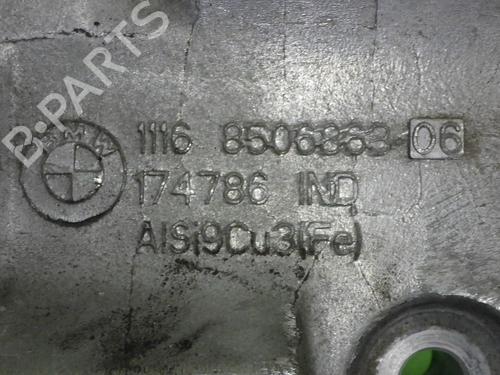 B-PARTS
BMW
1116 8506863 06
174786 IND
AlSi9Cu3(Fe)